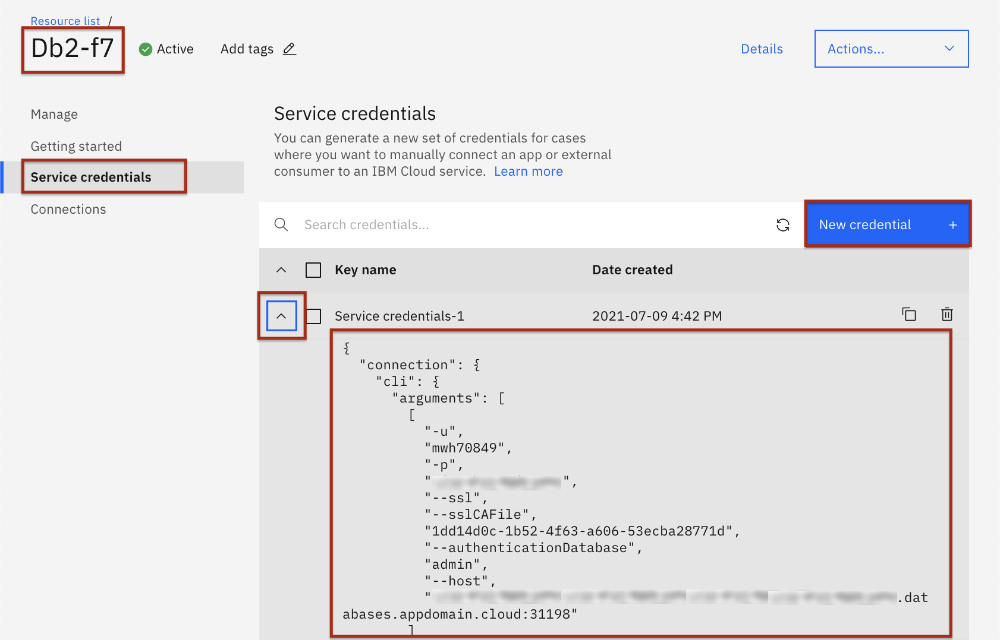 Resource list /
Db2-f7
Active
Add tags
Details
Actions...
Manage
Getting started
Service credentials
Connections
Service credentials
You can generate a new set of credentials for cases
where you want to manually connect an app or external
consumer to an IBM Cloud service. Learn more
Search credentials...
New credential +
Key name
Date created
Service credentials-1
2021-07-09 4:42 PM
{
"connection": {
"cli": {
"arguments": [
[
"-u",
"mwh70849",
"-p",
" ",
"--ssl",
"--sslCAFile",
"1dd14d0c-1b52-4f63-a606-53ecba28771d",
"--authenticationDatabase",
"admin",
"--host",
" .dat
abases.appdomain.cloud:31198"
]